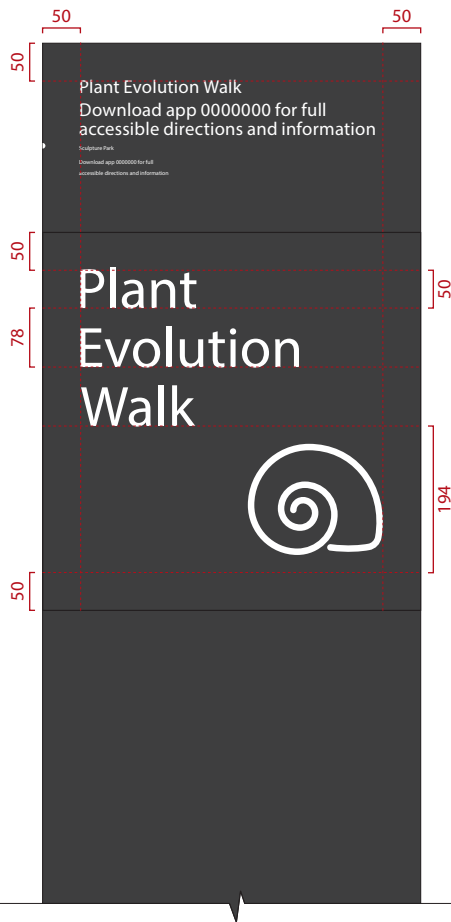 50
50
50
Plant Evolution Walk
Download app 0000000 for full
accessible directions and information
Sculpture Park
Download app 0000000 for full
accessible directions and information
50
50
Plant
78
Evolution
Walk
194
50